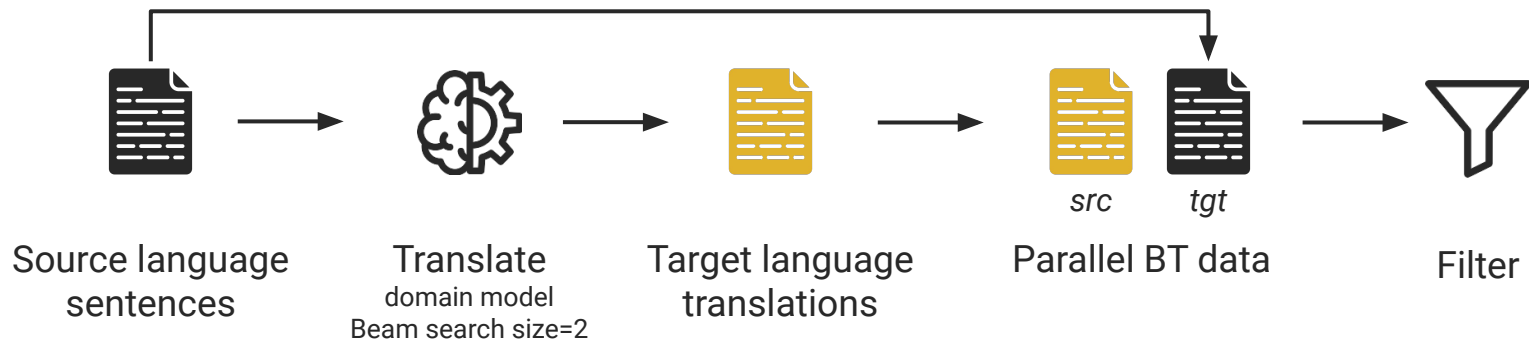 src
tgt
Source language
sentences
Translate
domain model
Beam search size=2
Target language
translations
Parallel BT data
Filter